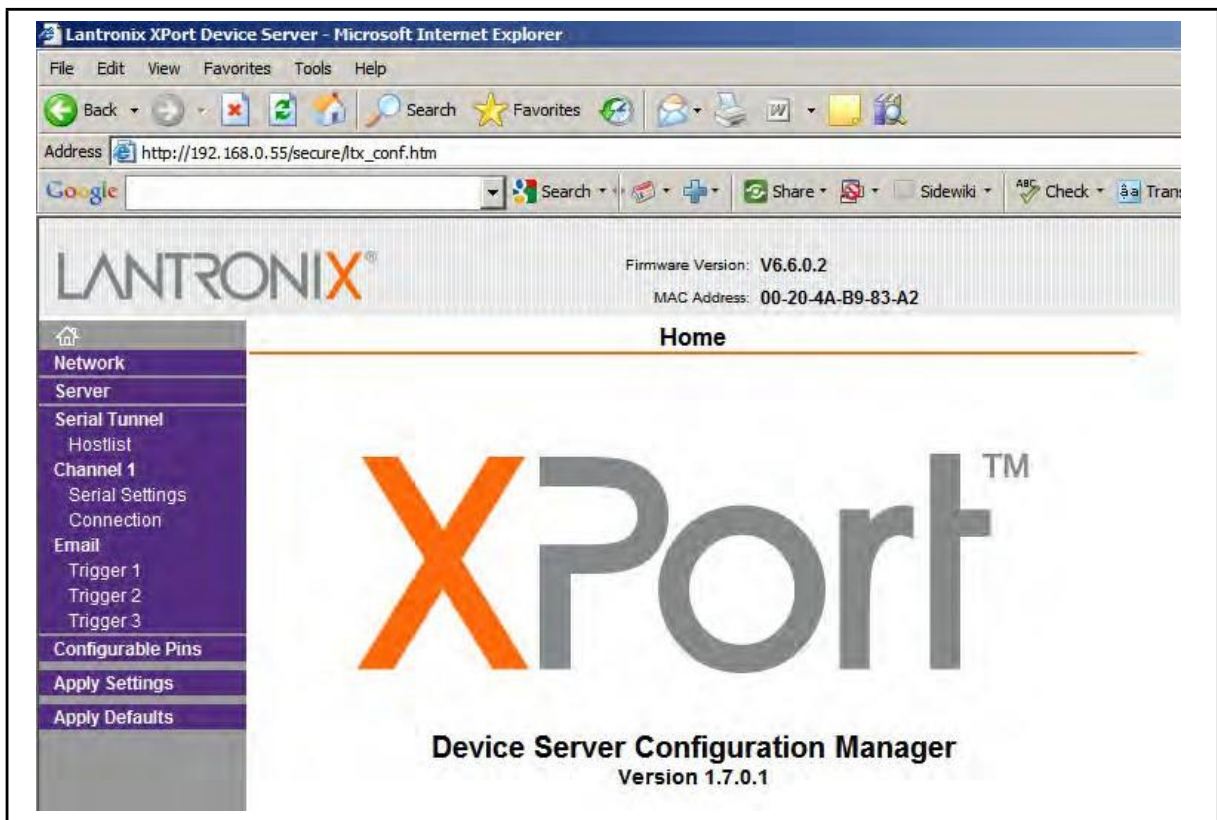 Lantronix XPort Device Server - Microsoft Internet Explorer
File Edit View Favorites Tools Help
Back Search Favorites W
Address http://192.168.0.55/secure/ltx_conf.htm
Google Search Share Sidewiki ABC Check âa Tran
LANTRONIX®
Firmware Version: V6.6.0.2
MAC Address: 00-20-4A-B9-83-A2
Home
Network
Server
Serial Tunnel
Hostlist
Channel 1
Serial Settings
Connection
Email
Trigger 1
Trigger 2
Trigger 3
Configurable Pins
Apply Settings
Apply Defaults
XPort™
Device Server Configuration Manager
Version 1.7.0.1